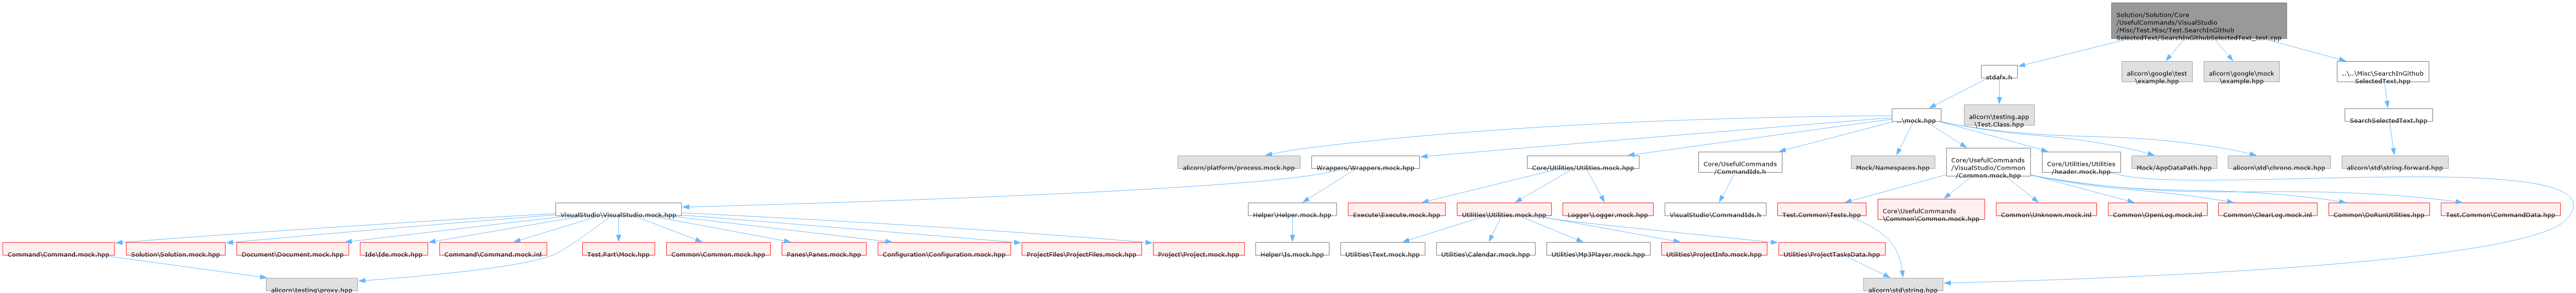 Solution/Solution/Core
/UsefulCommands/VisualStudio
/Misc/Test.Misc/Test.SearchInGithub
SelectedText/SearchInGithubSelectedText_test.cpp
stdafx.h
alicorn\google\test
\example.hpp
alicorn\google\mock
\example.hpp
..\..\Misc\SearchInGithub
SelectedText.hpp
..\mock.hpp
alicorn\testing.app
\Test.Class.hpp
SearchSelectedText.hpp
alicorn/platform/process.mock.hpp
Wrappers/Wrappers.mock.hpp
Core/Utilities/Utilities.mock.hpp
Core/UsefulCommands
/CommandIds.h
Mock/Namespaces.hpp
Core/UsefulCommands
/VisualStudio/Common
/Common.mock.hpp
Core/Utilities/Utilities
/header.mock.hpp
Mock/AppDataPath.hpp
alicorn\std\chrono.mock.hpp
alicorn\std\string.forward.hpp
VisualStudio\VisualStudio.mock.hpp
Helper\Helper.mock.hpp
Execute\Execute.mock.hpp
Utilities\Utilities.mock.hpp
Logger\Logger.mock.hpp
VisualStudio\CommandIds.h
Test.Common/Tests.hpp
Core\UsefulCommands
\Common\Common.mock.hpp
Common\Unknown.mock.inl
Common\OpenLog.mock.inl
Common\ClearLog.mock.inl
Common\DoRunUtilities.hpp
Test.Common\CommandData.hpp
Command\Command.mock.hpp
Solution\Solution.mock.hpp
Document\Document.mock.hpp
Ide\Ide.mock.hpp
Command\Command.mock.inl
Test.Part\Mock.hpp
Common\Common.mock.hpp
Panes\Panes.mock.hpp
Configuration\Configuration.mock.hpp
ProjectFiles\ProjectFiles.mock.hpp
Project\Project.mock.hpp
Helper\Is.mock.hpp
Utilities\Text.mock.hpp
Utilities\Calendar.mock.hpp
Utilities\Mp3Player.mock.hpp
Utilities\ProjectInfo.mock.hpp
Utilities\ProjectTasksData.hpp
alicorn\testing\proxy.hpp
alicorn\std\string.hpp